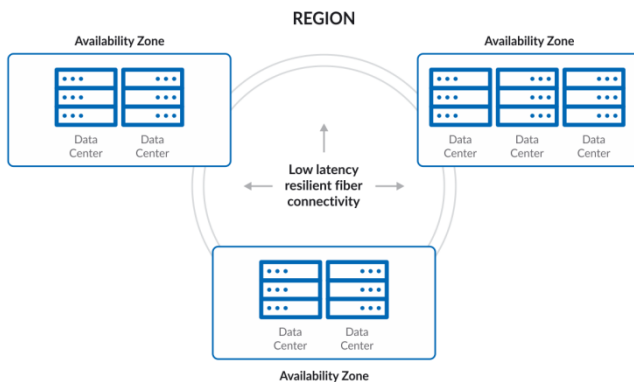 REGION
Availability Zone
Data
Center
Data
Center
Availability Zone
Data
Center
Data
Center
Data
Center
Low latency
resilient fiber
connectivity
Data
Center
Data
Center
Availability Zone